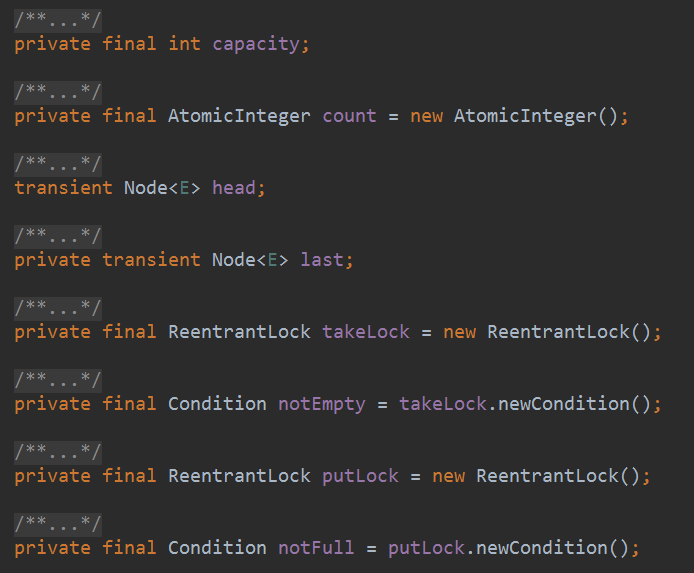 /**...*/
private final int capacity;
/**...*/
private final AtomicInteger count = new AtomicInteger();
/**...*/
transient Node<E> head;
/**...*/
private transient Node<E> last;
/**...*/
private final ReentrantLock takeLock = new ReentrantLock();
/**...*/
private final Condition notEmpty = takeLock.newCondition();
/**...*/
private final ReentrantLock putLock = new ReentrantLock();
/**...*/
private final Condition notFull = putLock.newCondition();